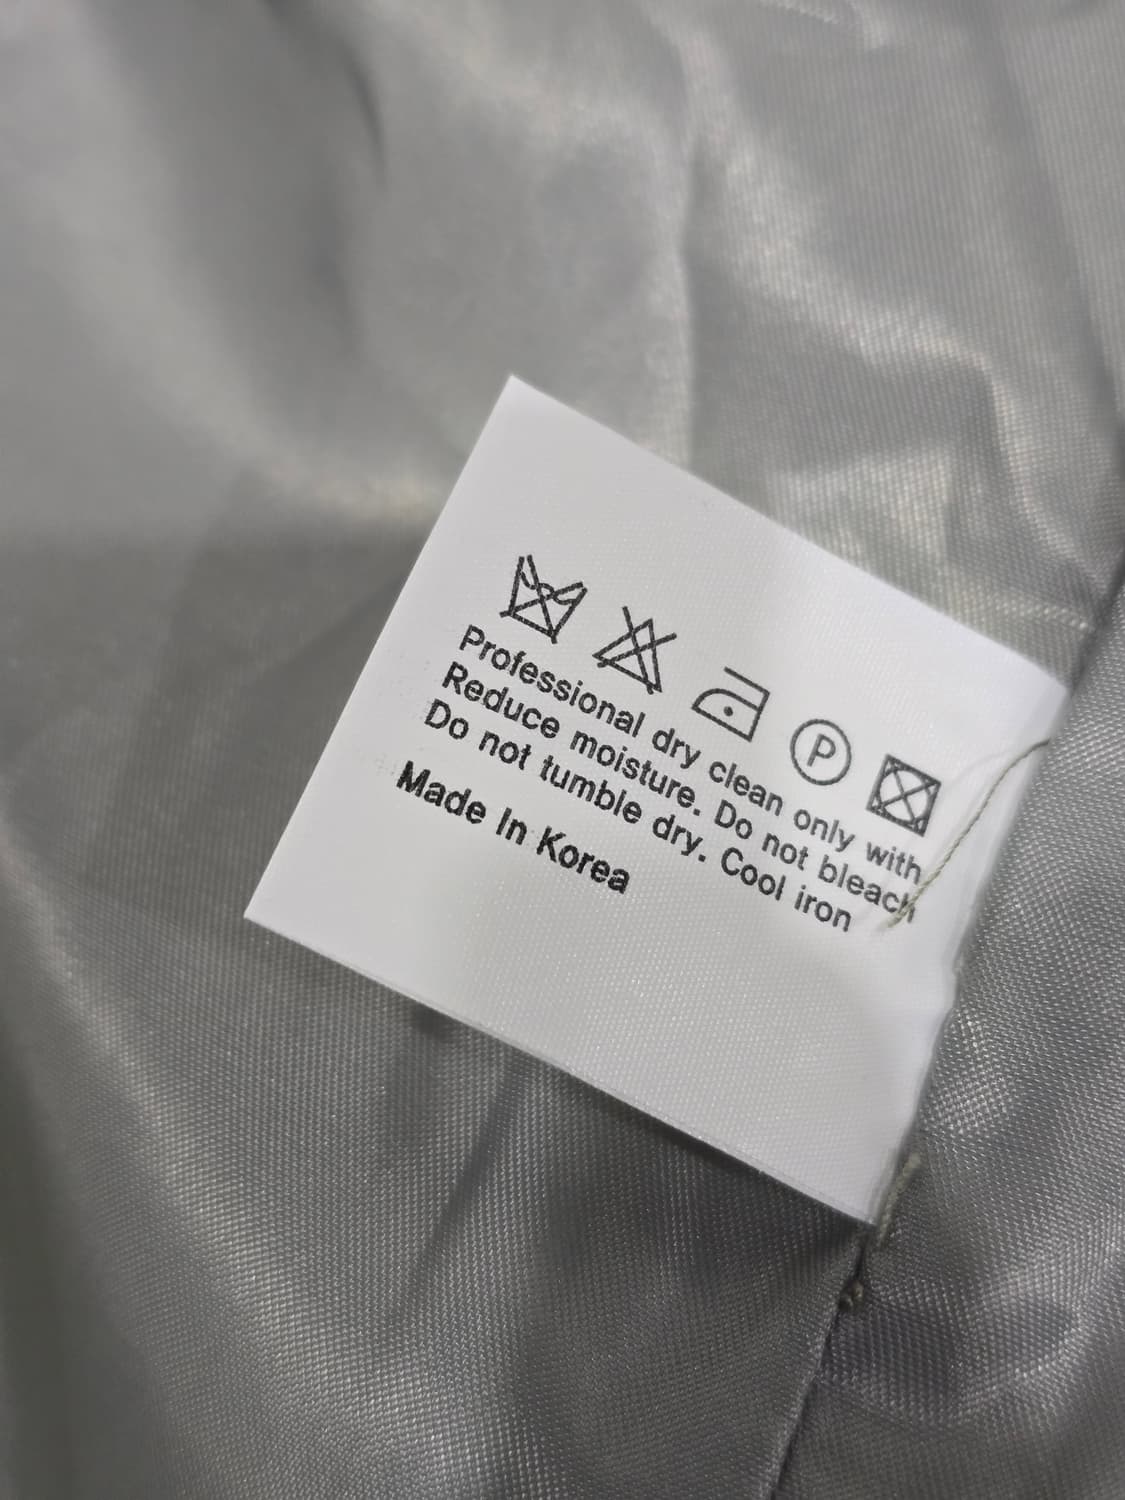 P
Professional dry clean only with
Reduce moisture. Do not bleach
Do not tumble dry. Cool iron
Made In Korea